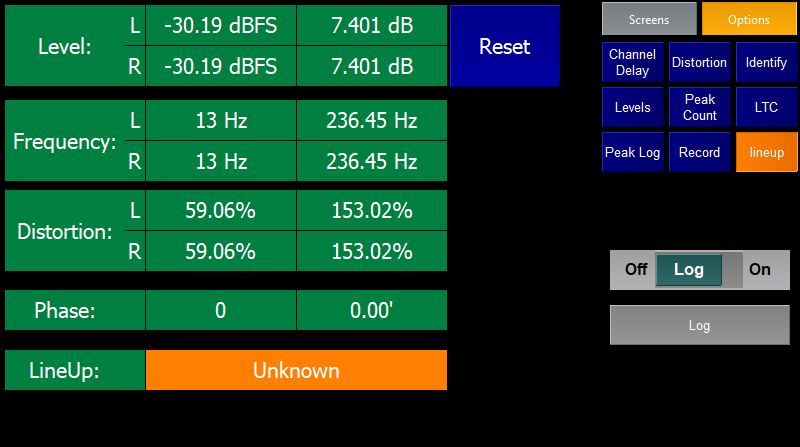 Level: L -30.19 dBFS 7.401 dB
R -30.19 dBFS 7.401 dB
Reset
Frequency: L 13 Hz 236.45 Hz
R 13 Hz 236.45 Hz
Distortion: L 59.06% 153.02%
R 59.06% 153.02%
Phase: 0 0.00'
LineUp: Unknown
Screens Options
Channel
Delay
Distortion Identify
Levels
Peak
Count
LTC
Peak Log Record lineup
Off Log On
Log